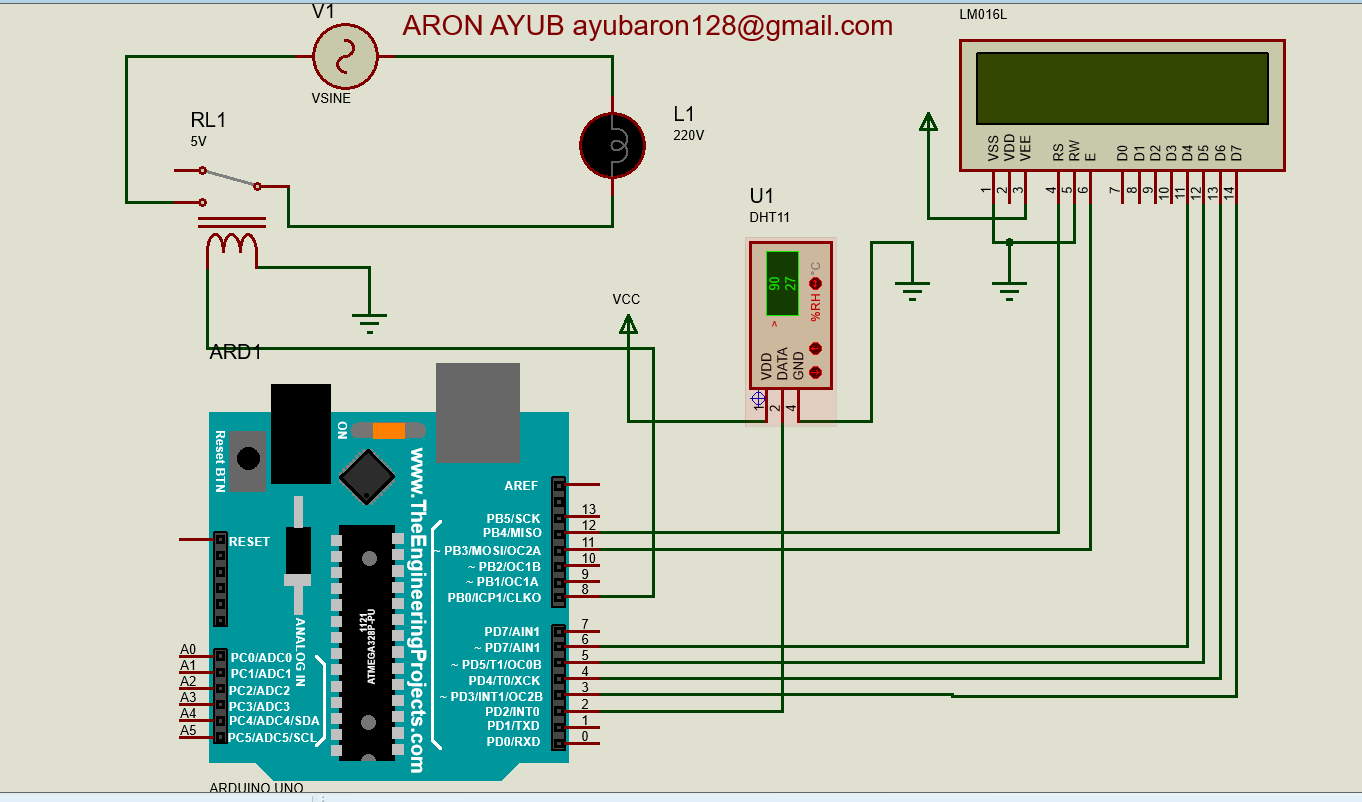 V1
ARON AYUB ayubaron128@gmail.com
LM016L
VSINE
RL1
5V
L1
220V
VSS VDD VEE RS RW E D0 D1 D2 D3 D4 D5 D6 D7
1 2 3 4 5 6 7 8 9 10 11 12 13 14
U1
DHT11
90
27
°C
%RH
>
VDD DATA GND
1 2 4
VCC
ARD1
ON
Reset BTN
www.TheEngineeringProjects.com
AREF
13
PB5/SCK
12
PB4/MISO
11
~ PB3/MOSI/OC2A
10
~ PB2/OC1B
9
~ PB1/OC1A
8
PB0/ICP1/CLKO
RESET
1121
ATMEGA328P-PU
ANALOG IN
7
PD7/AIN1
6
~ PD7/AIN1
5
~ PD5/T1/OC0B
4
PD4/T0/XCK
3
~ PD3/INT1/OC2B
2
PD2/INT0
1
PD1/TXD
0
PD0/RXD
A0
PC0/ADC0
A1
PC1/ADC1
A2
PC2/ADC2
A3
PC3/ADC3
A4
PC4/ADC4/SDA
A5
PC5/ADC5/SCL
ARDUINO UNO